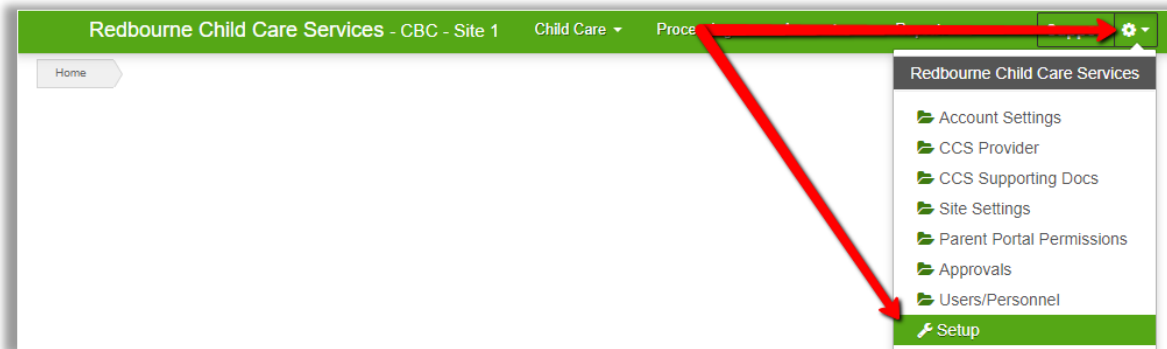 Redbourne Child Care Services - CBC - Site 1 Child Care
Home
Redbourne Child Care Services
Account Settings
CCS Provider
CCS Supporting Docs
Site Settings
Parent Portal Permissions
Approvals
Users/Personnel
Setup